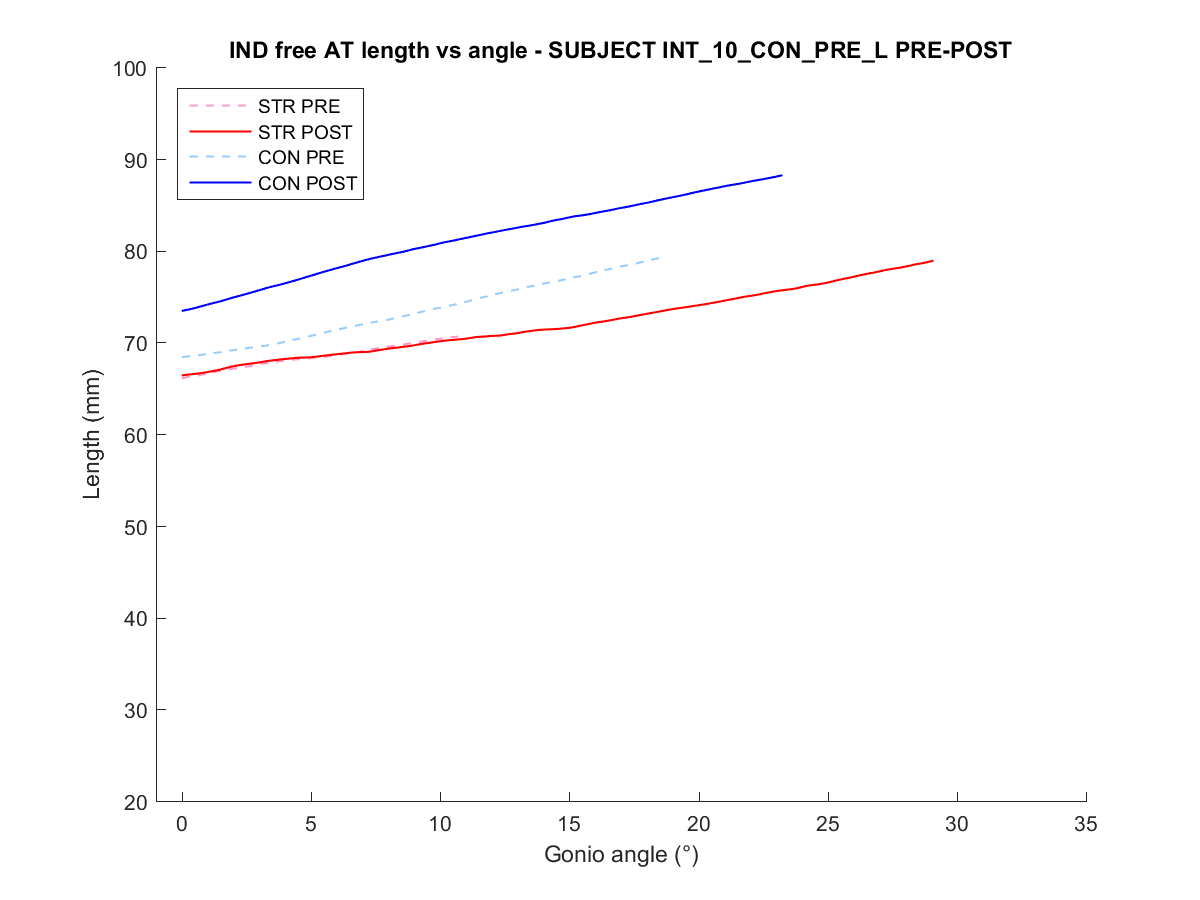 IND free AT length vs angle - SUBJECT INT_10_CON_PRE_L PRE-POST
100
90
80
70
60
50
40
30
20
Length (mm)
STR PRE
STR POST
CON PRE
CON POST
0 5 10 15 20 25 30 35
Gonio angle (°)